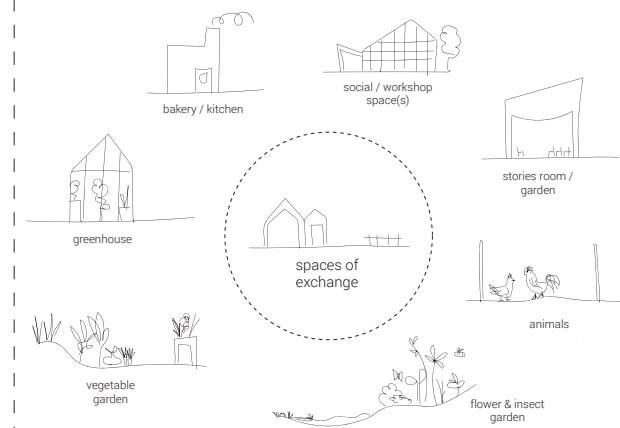 bakery / kitchen
social / workshop
space(s)
stories room /
garden
greenhouse
spaces of
exchange
animals
vegetable
garden
flower & insect
garden